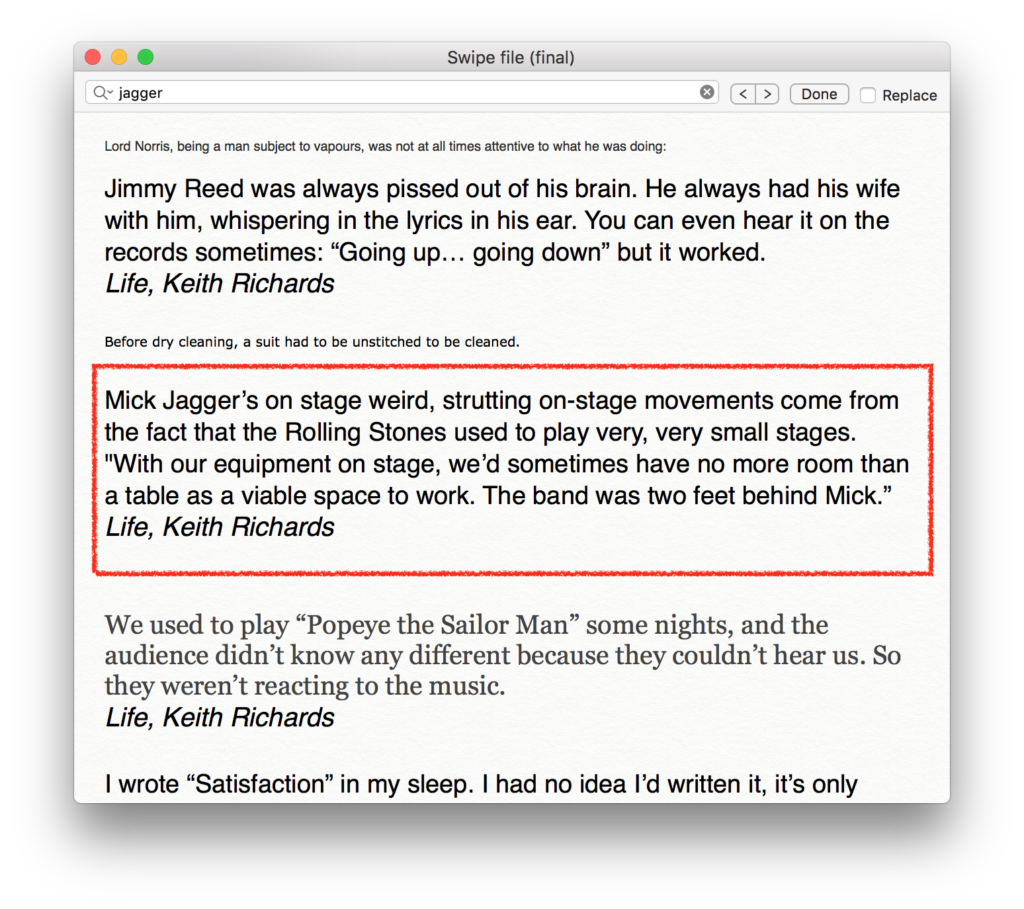 Swipe file (final)
jagger
< > Done Replace
Lord Norris, being a man subject to vapours, was not at all times attentive to what he was doing:
Jimmy Reed was always pissed out of his brain. He always had his wife
with him, whispering in the lyrics in his ear. You can even hear it on the
records sometimes: “Going up… going down” but it worked.
Life, Keith Richards
Before dry cleaning, a suit had to be unstitched to be cleaned.
Mick Jagger’s on stage weird, strutting on-stage movements come from
the fact that the Rolling Stones used to play very, very small stages.
"With our equipment on stage, we’d sometimes have no more room than
a table as a viable space to work. The band was two feet behind Mick.”
Life, Keith Richards
We used to play “Popeye the Sailor Man” some nights, and the
audience didn’t know any different because they couldn’t hear us. So
they weren’t reacting to the music.
Life, Keith Richards
I wrote “Satisfaction” in my sleep. I had no idea I’d written it, it’s only